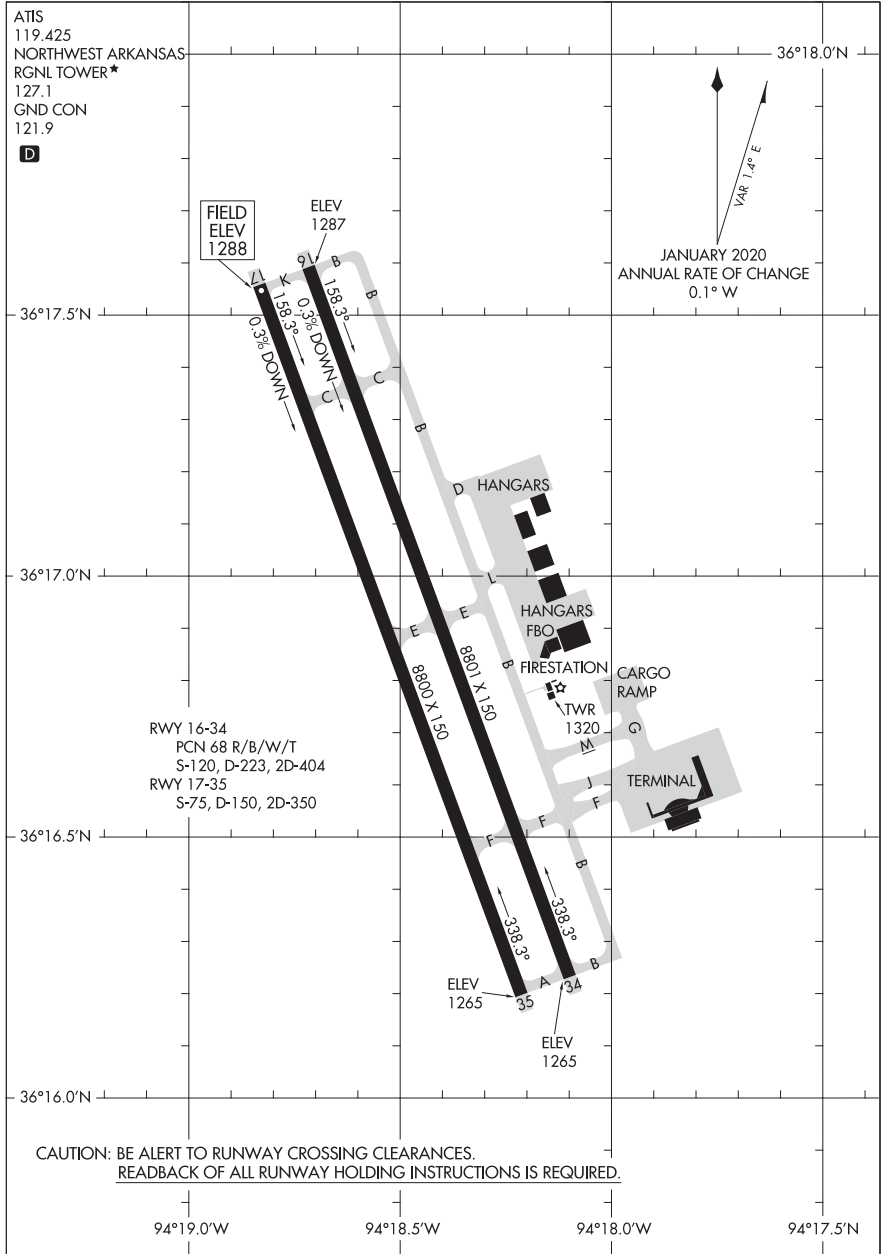 ATIS
119.425
NORTHWEST ARKANSAS
RGNL TOWER★
127.1
GND CON
121.9
D
36°18.0'N
VAR 1.4° E
JANUARY 2020
ANNUAL RATE OF CHANGE
0.1° W
FIELD
ELEV
1288
ELEV
1287
17
K
16
B
B
158.3°
0.3% DOWN
158.3°
0.3% DOWN
36°17.5'N
C
C
B
D
HANGARS
36°17.0'N
L
E
E
HANGARS
FBO
B
FIRESTATION
8800 X 150
8801 X 150
CARGO
RAMP
TWR
1320
G
M
RWY 16-34
PCN 68 R/B/W/T
S-120, D-223, 2D-404
RWY 17-35
S-75, D-150, 2D-350
J
TERMINAL
F
F
F
36°16.5'N
B
338.3°
338.3°
B
A
ELEV
1265
35
34
ELEV
1265
36°16.0'N
CAUTION: BE ALERT TO RUNWAY CROSSING CLEARANCES.
READBACK OF ALL RUNWAY HOLDING INSTRUCTIONS IS REQUIRED.
94°19.0'W
94°18.5'W
94°18.0'W
94°17.5'W